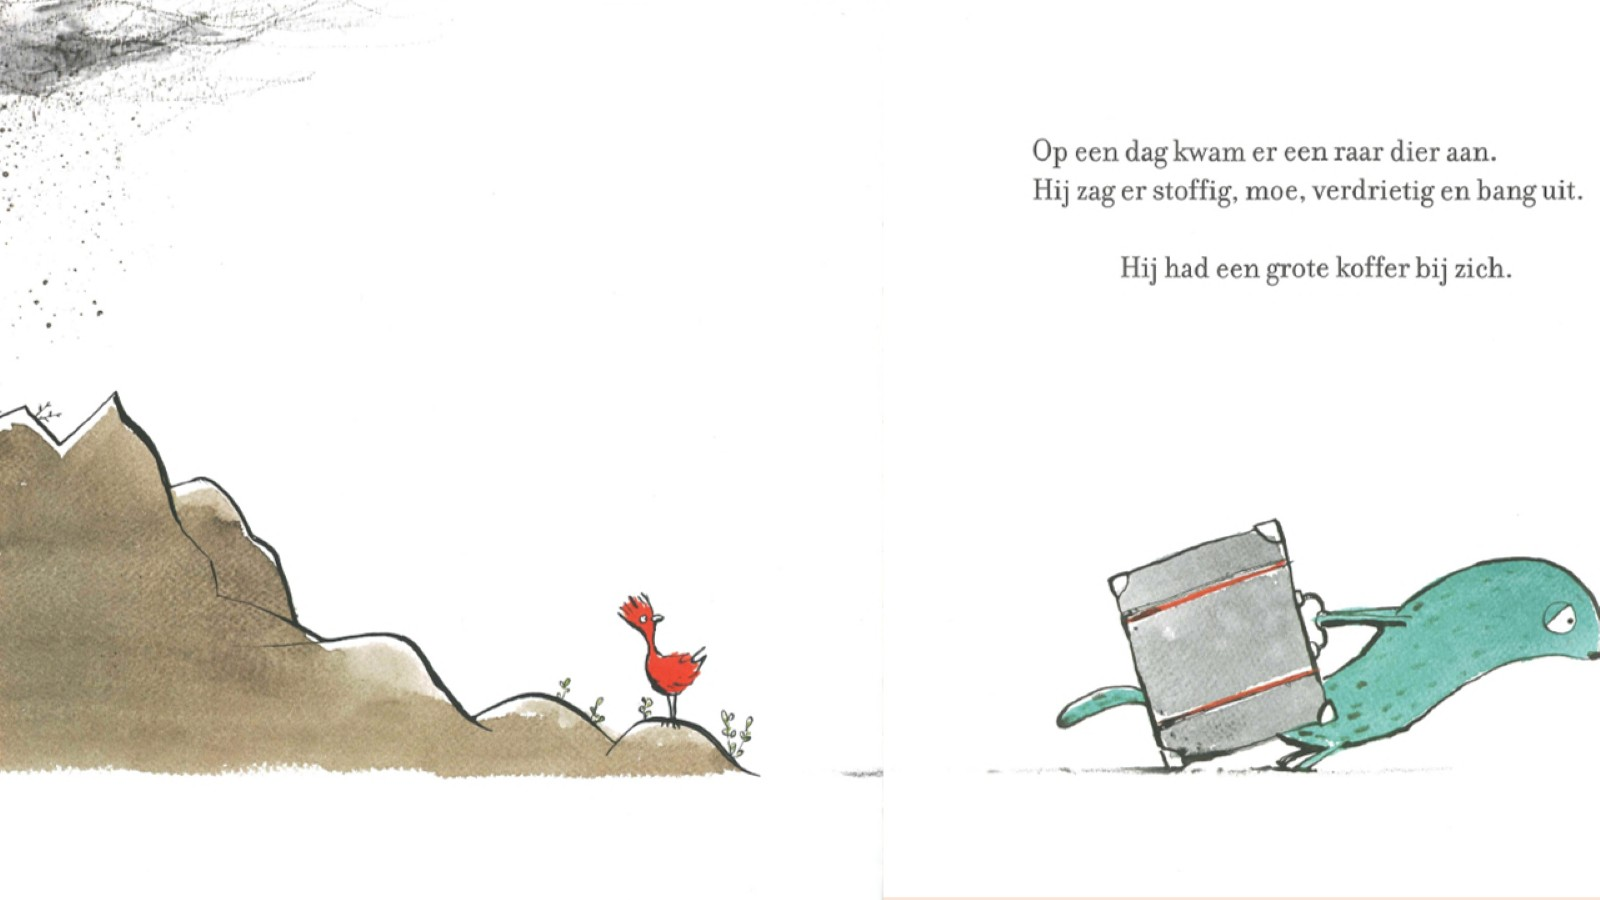 Op een dag kwam er een raar dier aan.
Hij zag er stoffig, moe, verdrietig en bang uit.
Hij had een grote koffer bij zich.